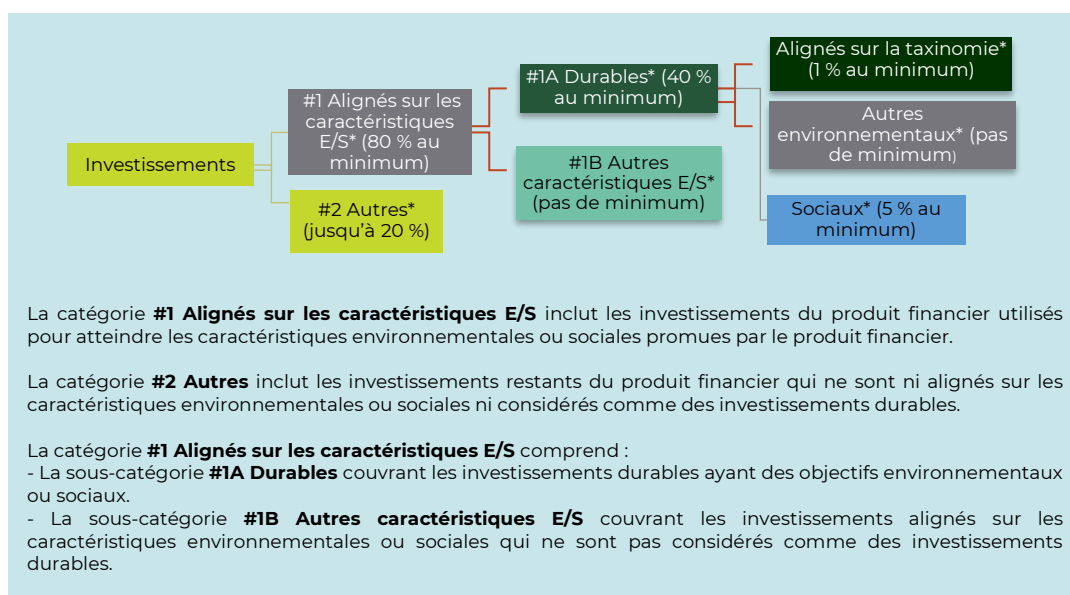 Investissements
#1 Alignés sur les
caractéristiques
E/S* (80 % au
minimum)
#2 Autres*
(jusqu'à 20 %)
#1A Durables* (40 %
au minimum)
#1B Autres
caractéristiques E/S*
(pas de minimum)
Alignés sur la taxinomie*
(1 % au minimum)
Autres
environnementaux* (pas
de minimum)
Sociaux* (5 % au
minimum)
La catégorie #1 Alignés sur les caractéristiques E/S inclut les investissements du produit financier utilisés
pour atteindre les caractéristiques environnementales ou sociales promues par le produit financier.
La catégorie #2 Autres inclut les investissements restants du produit financier qui ne sont ni alignés sur les
caractéristiques environnementales ou sociales ni considérés comme des investissements durables.
La catégorie #1 Alignés sur les caractéristiques E/S comprend :
- La sous-catégorie #1A Durables couvrant les investissements durables ayant des objectifs environnementaux
ou sociaux.
- La sous-catégorie #1B Autres caractéristiques E/S couvrant les investissements alignés sur les
caractéristiques environnementales ou sociales qui ne sont pas considérés comme des investissements
durables.